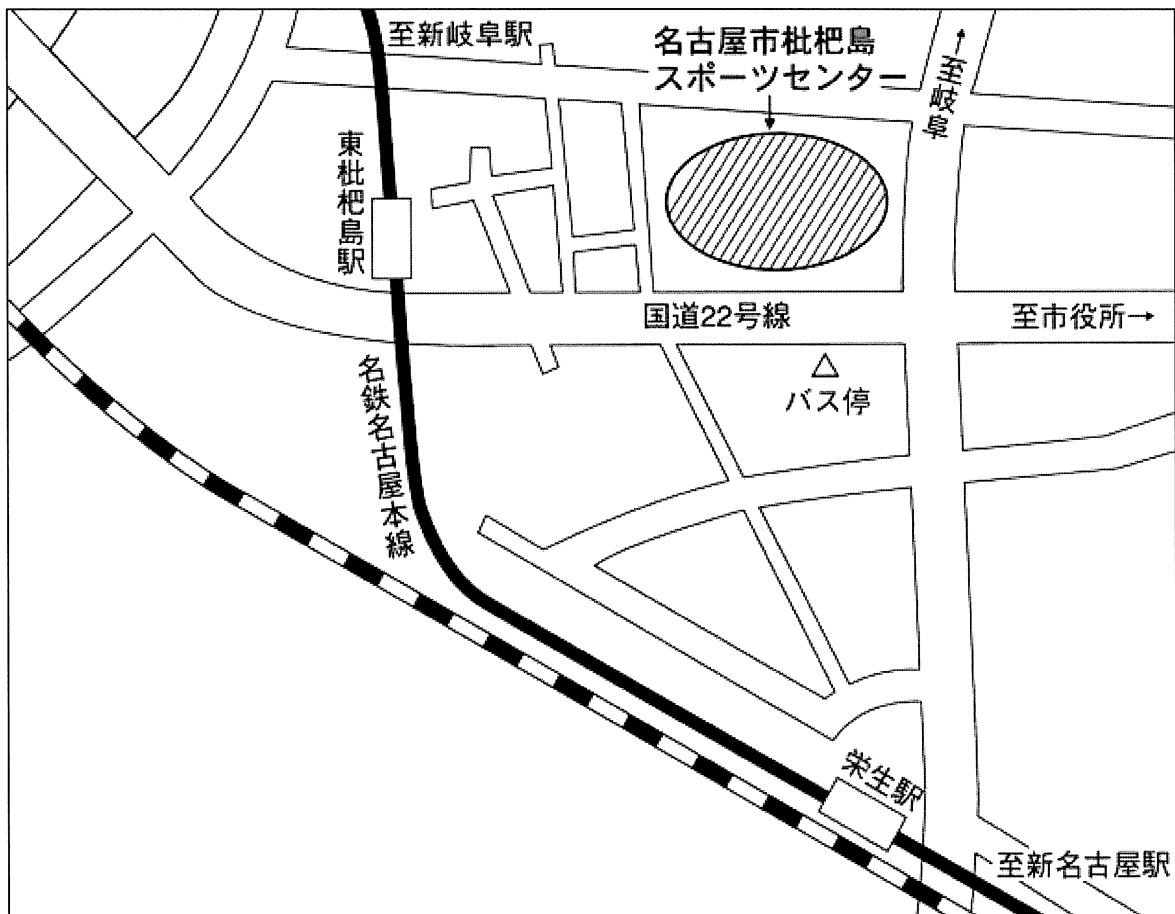 至新岐阜駅
名古屋市枇杷島
スポーツセンター
↑至岐阜
東枇杷島駅
国道22号線
至市役所→
バス停
名鉄名古屋本線
栄生駅
至新名古屋駅